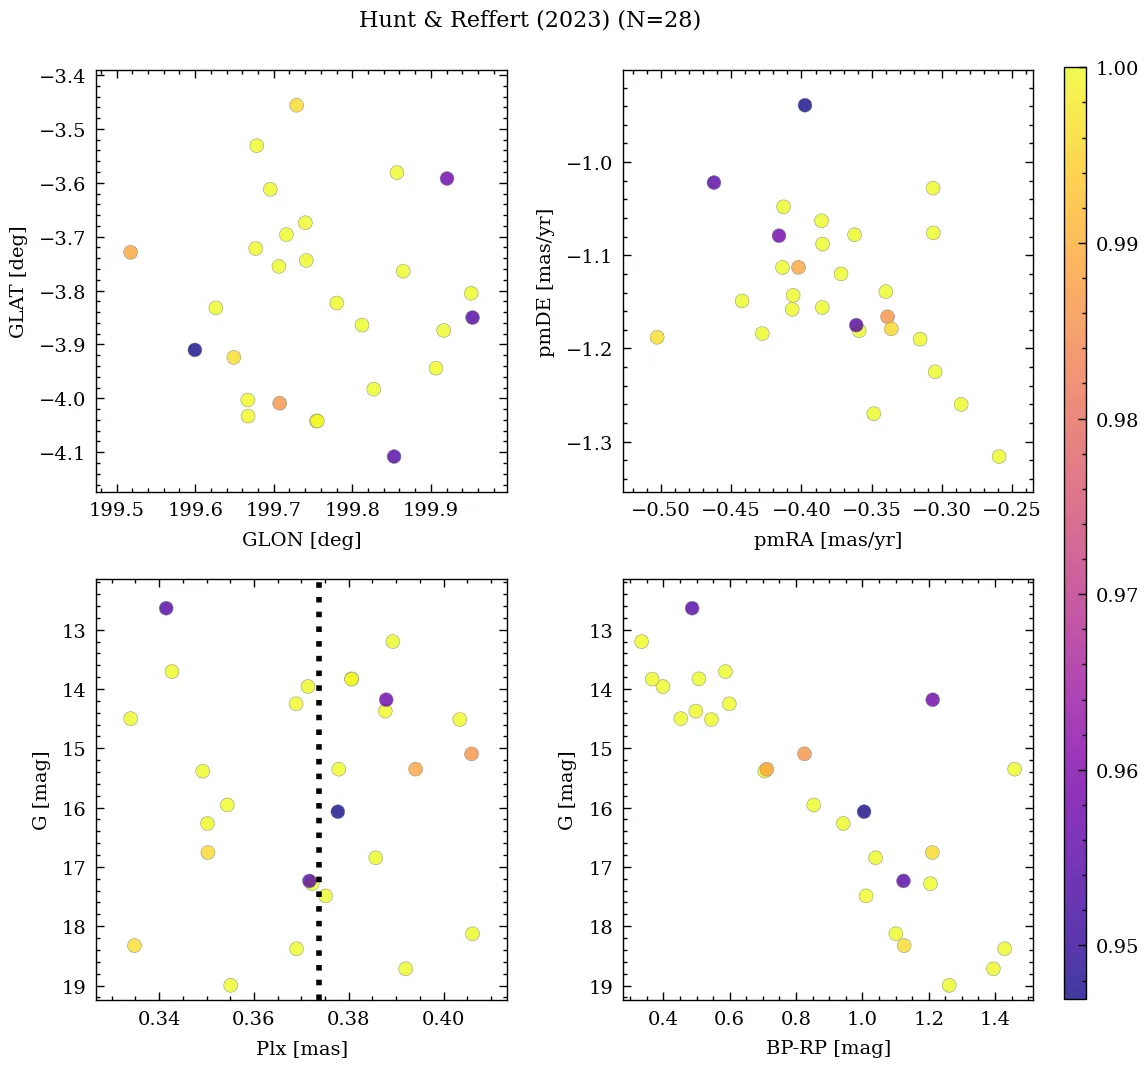 Hunt & Reffert (2023) (N=28)
−3.4
−3.5
−3.6
−3.7
−3.8
−3.9
−4.0
−4.1
GLAT [deg]
199.5 199.6 199.7 199.8 199.9
GLON [deg]
−1.0
−1.1
−1.2
−1.3
pmDE [mas/yr]
−0.50 −0.45 −0.40 −0.35 −0.30 −0.25
pmRA [mas/yr]
13
14
15
16
17
18
19
G [mag]
0.34 0.36 0.38 0.40
Plx [mas]
13
14
15
16
17
18
19
G [mag]
0.4 0.6 0.8 1.0 1.2 1.4
BP-RP [mag]
1.00
0.99
0.98
0.97
0.96
0.95